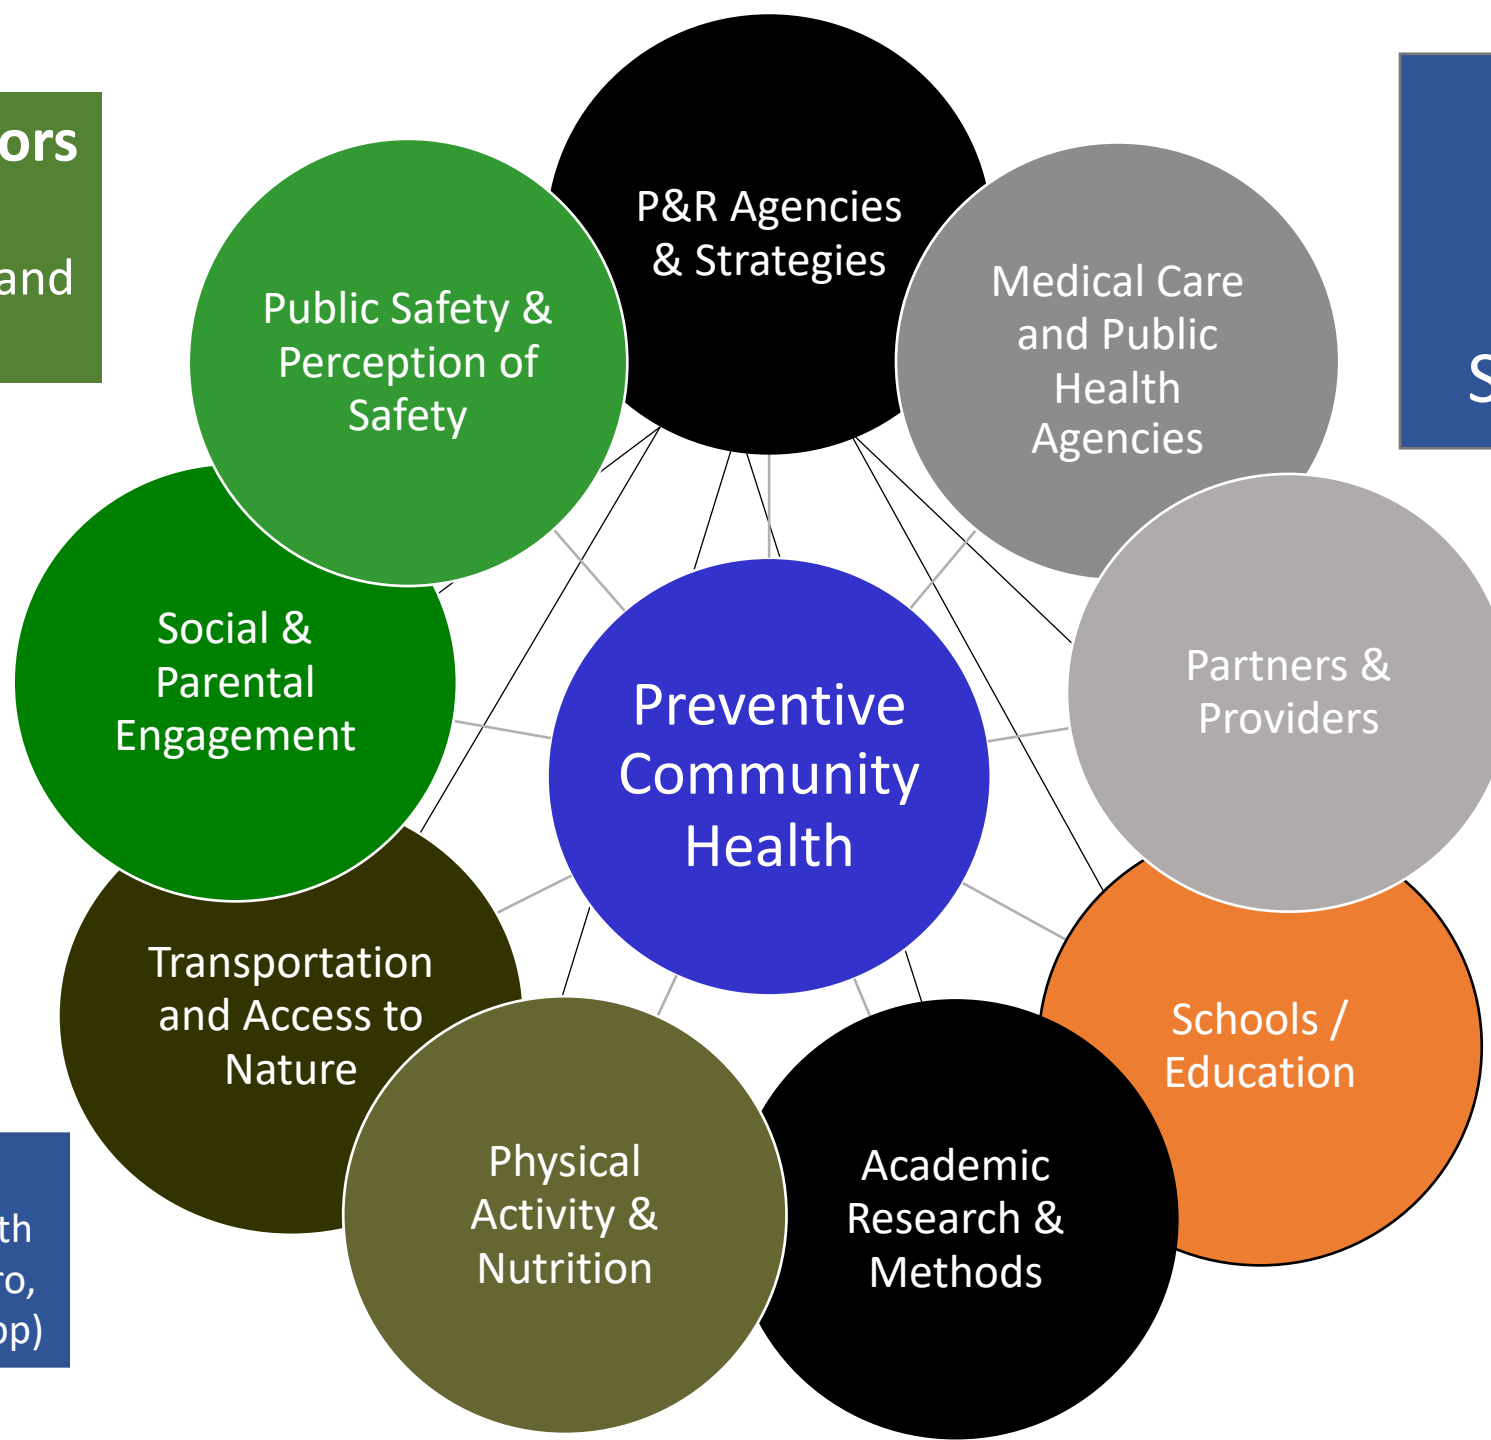 ors
and
P&R Agencies
& Strategies
Public Safety &
Perception of
Safety
Medical Care
and Public
Health
Agencies
S
Social &
Parental
Engagement
Preventive
Community
Health
Partners &
Providers
Transportation
and Access to
Nature
Schools /
Education
Physical
Activity &
Nutrition
Academic
Research &
Methods
th
ro,
op)